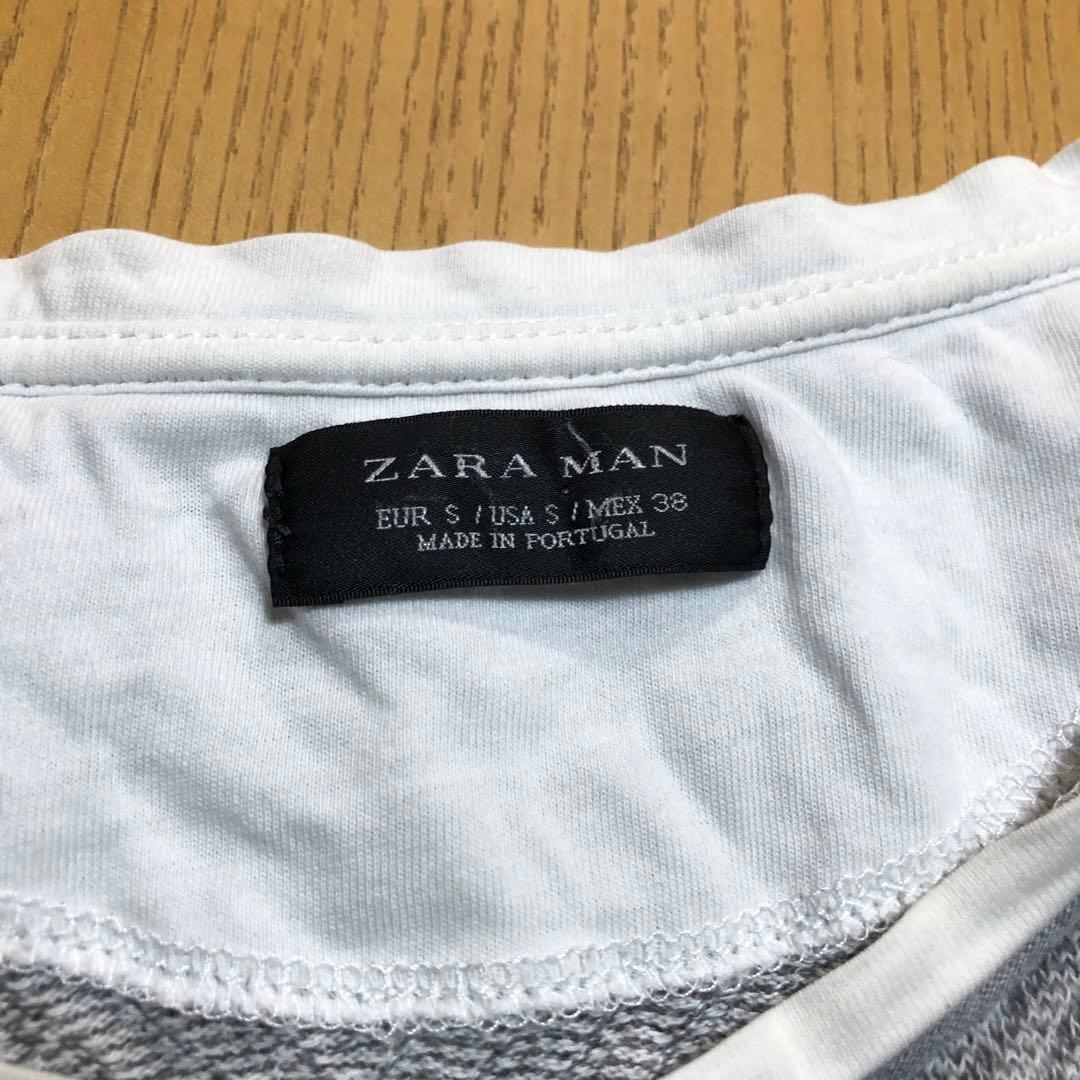 ZARA MAN
EUR S / USA S / MEX 38
MADE IN PORTUGAL